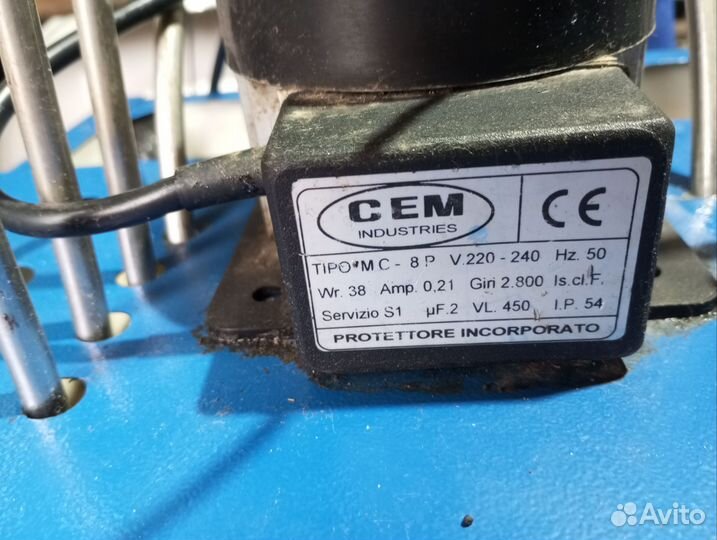 CEM
INDUSTRIES
CE
TIPO MC - 8 P V.220 - 240 Hz. 50
Wr. 38 Amp. 0,21 Giri 2.800 Is.cl.F.
Servizio S1 µF.2 VL. 450 I.P. 54
PROTETTORE INCORPORATO
Avito